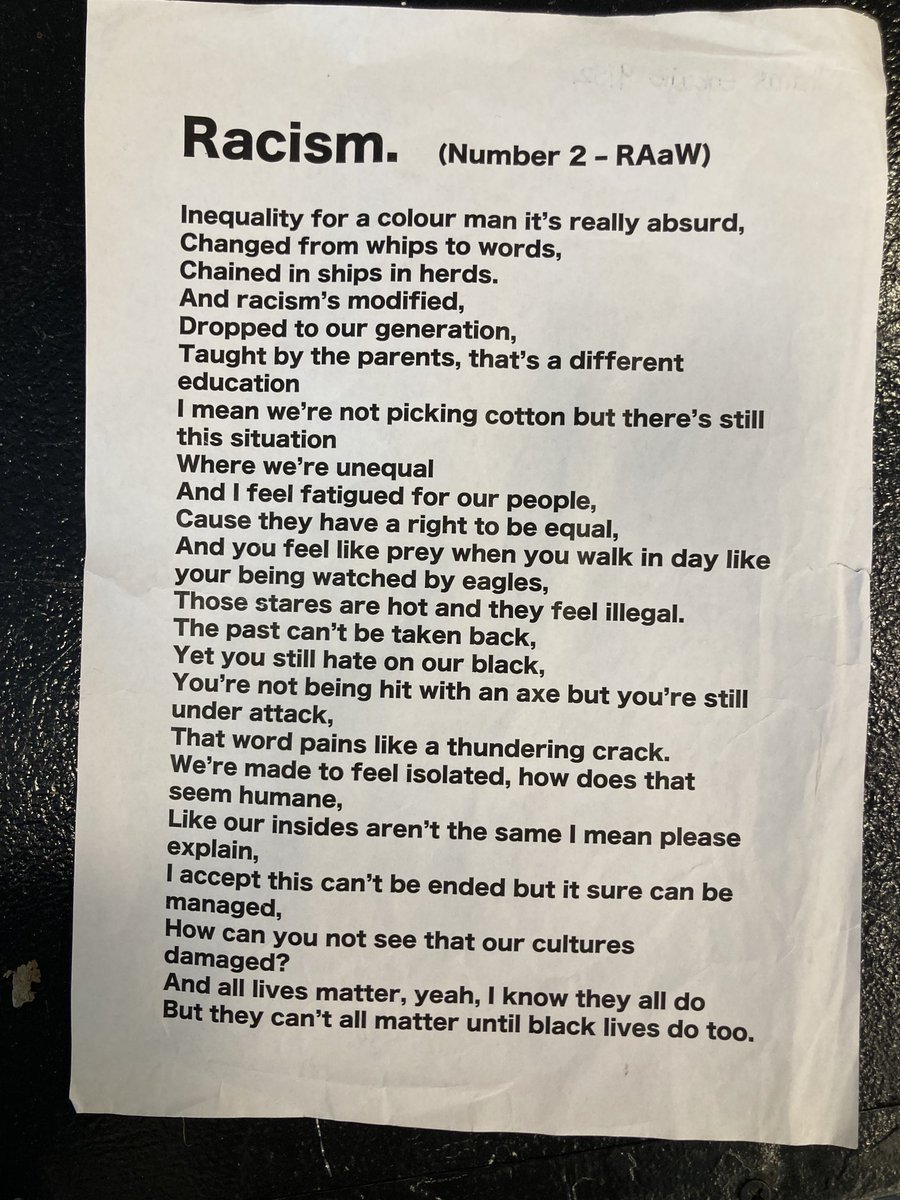 Racism. (Number 2 – RAaW)
Inequality for a colour man it's really absurd,
Changed from whips to words,
Chained in ships in herds.
And racism's modified,
Dropped to our generation,
Taught by the parents, that's a different
education
I mean we're not picking cotton but there's still
this situation
Where we're unequal
And I feel fatigued for our people,
Cause they have a right to be equal,
And you feel like prey when you walk in day like
your being watched by eagles,
Those stares are hot and they feel illegal.
The past can't be taken back,
Yet you still hate on our black,
You're not being hit with an axe but you're still
under attack,
That word pains like a thundering crack.
We're made to feel isolated, how does that
seem humane,
Like our insides aren't the same I mean please
explain,
I accept this can't be ended but it sure can be
managed,
How can you not see that our cultures
damaged?
And all lives matter, yeah, I know they all do
But they can't all matter until black lives do too.